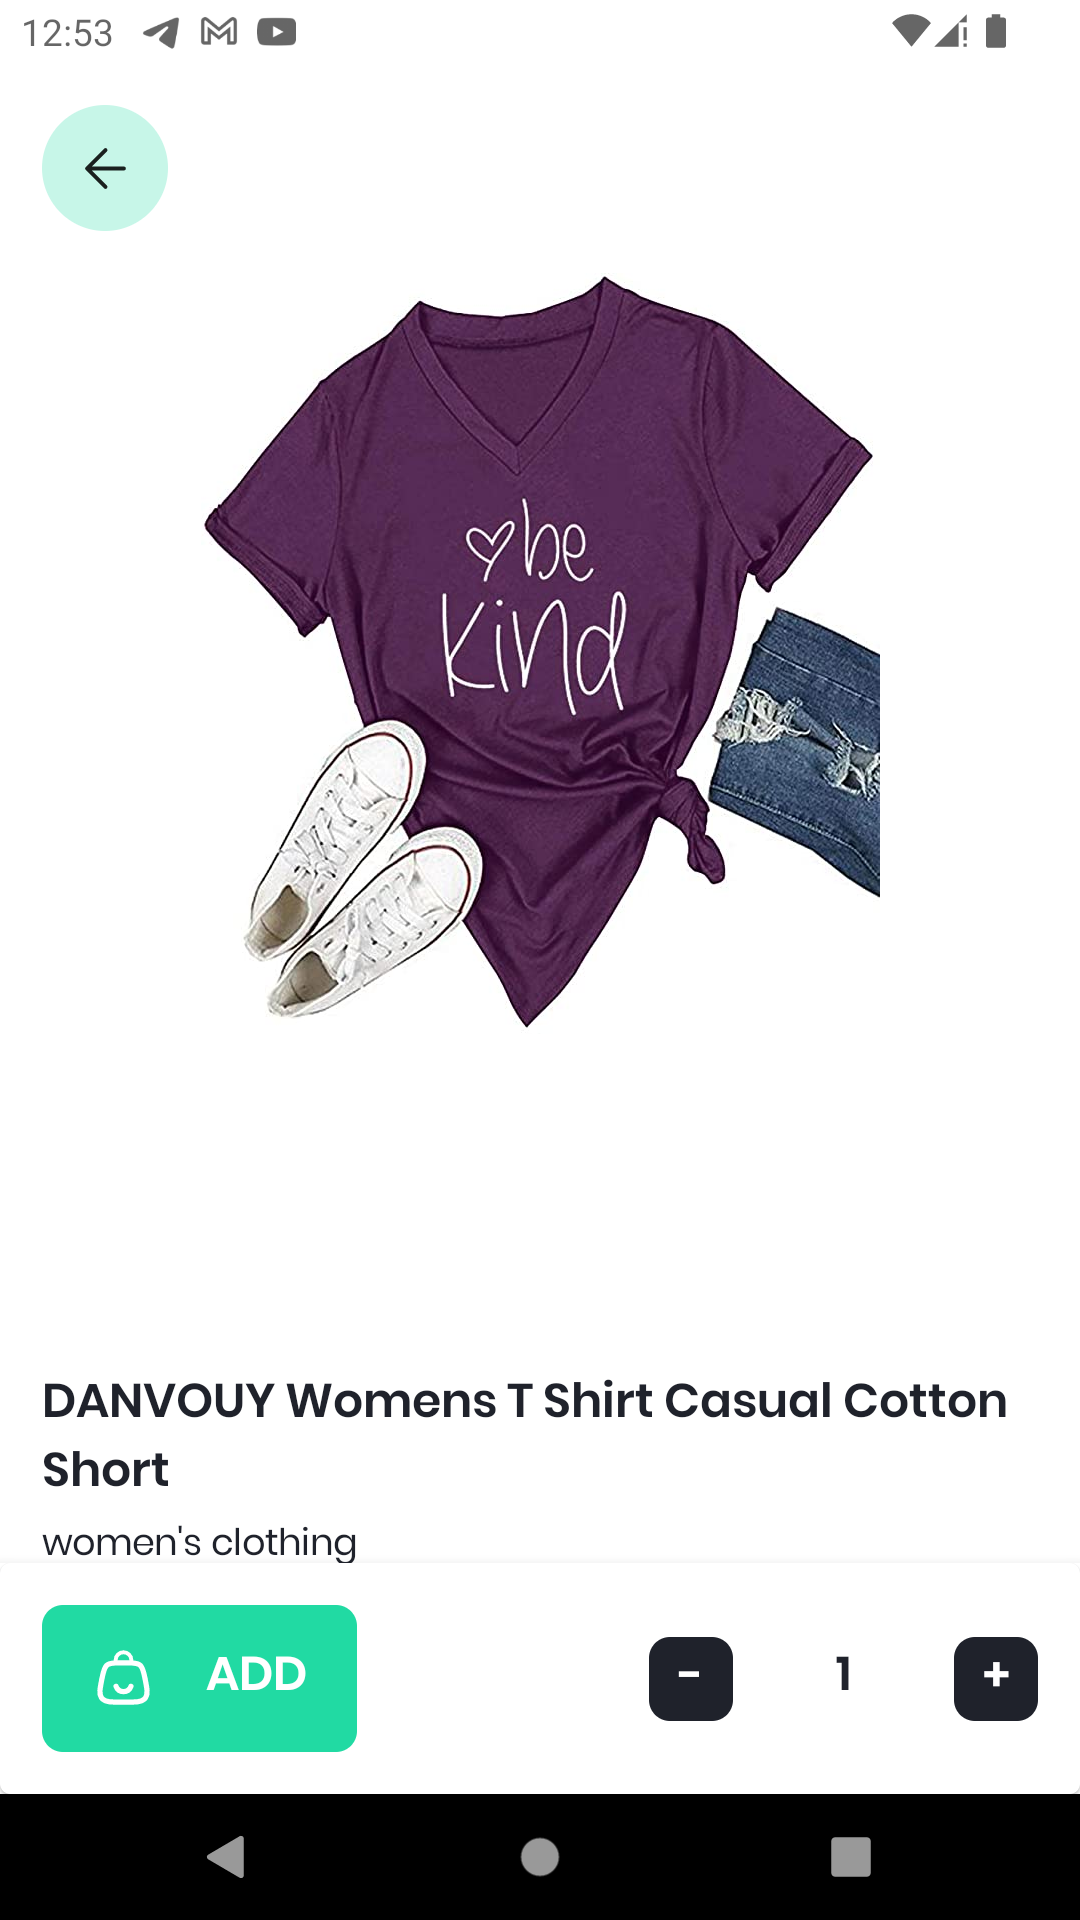 12:53
be
kind
DANVOUY Womens T Shirt Casual Cotton
Short
women's clothing
ADD
-
1
+